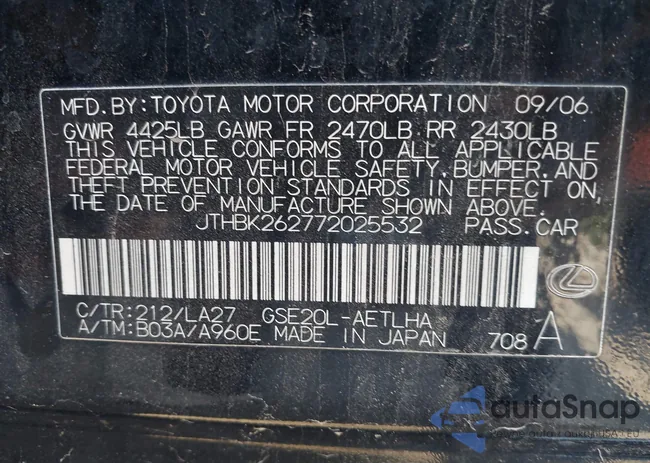 MFD. BY: TOYOTA MOTOR CORPORATION 09/06
GVWR 4425LB GAWR FR 2470LB RR 2430LB
THIS VEHICLE CONFORMS TO ALL APPLICABLE
FEDERAL MOTOR VEHICLE SAFETY, BUMPER, AND
THEFT PREVENTION STANDARDS IN EFFECT ON
THE DATE OF MANUFACTURE SHOWN ABOVE.
JTHBK262772025532 PASS. CAR
C/TR: 212/LA27 GSE20L-AETLHA
A/TM: B03A/A960E MADE IN JAPAN 708 A
autoSnap